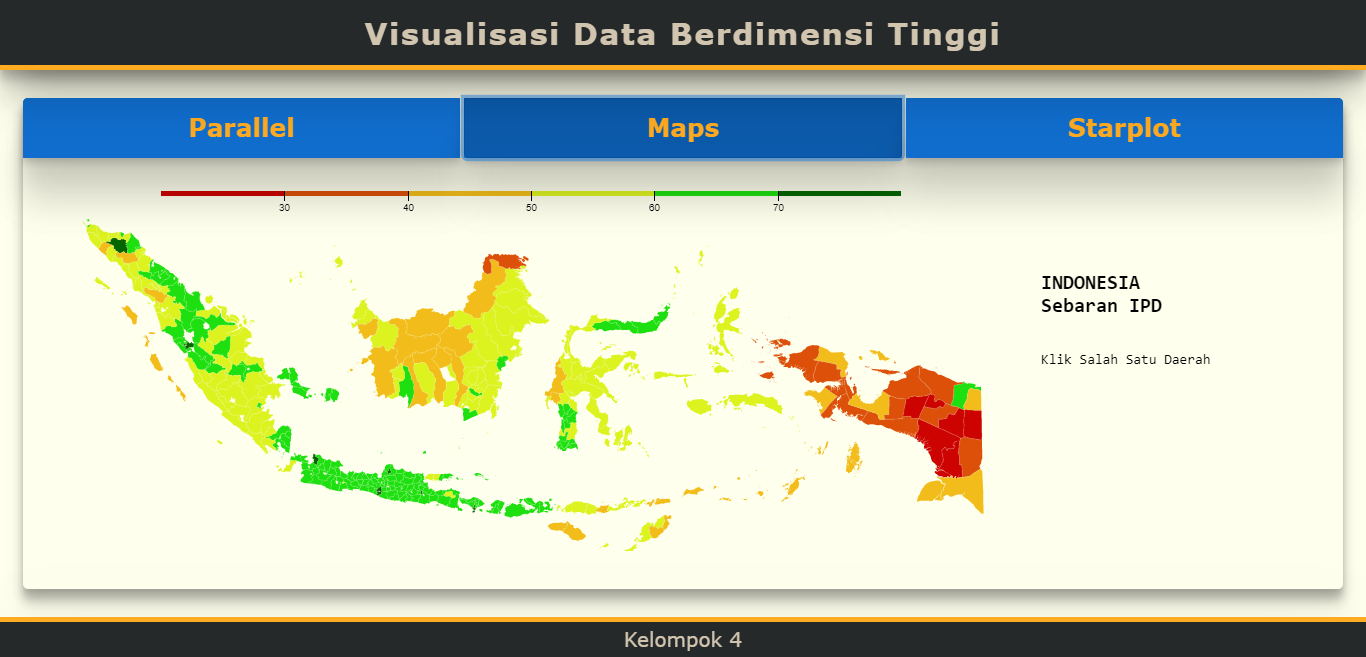 Visualisasi Data Berdimensi Tinggi
Parallel
Maps
Starplot
30 40 50 60 70
INDONESIA
Sebaran IPD
Klik Salah Satu Daerah
Kelompok 4